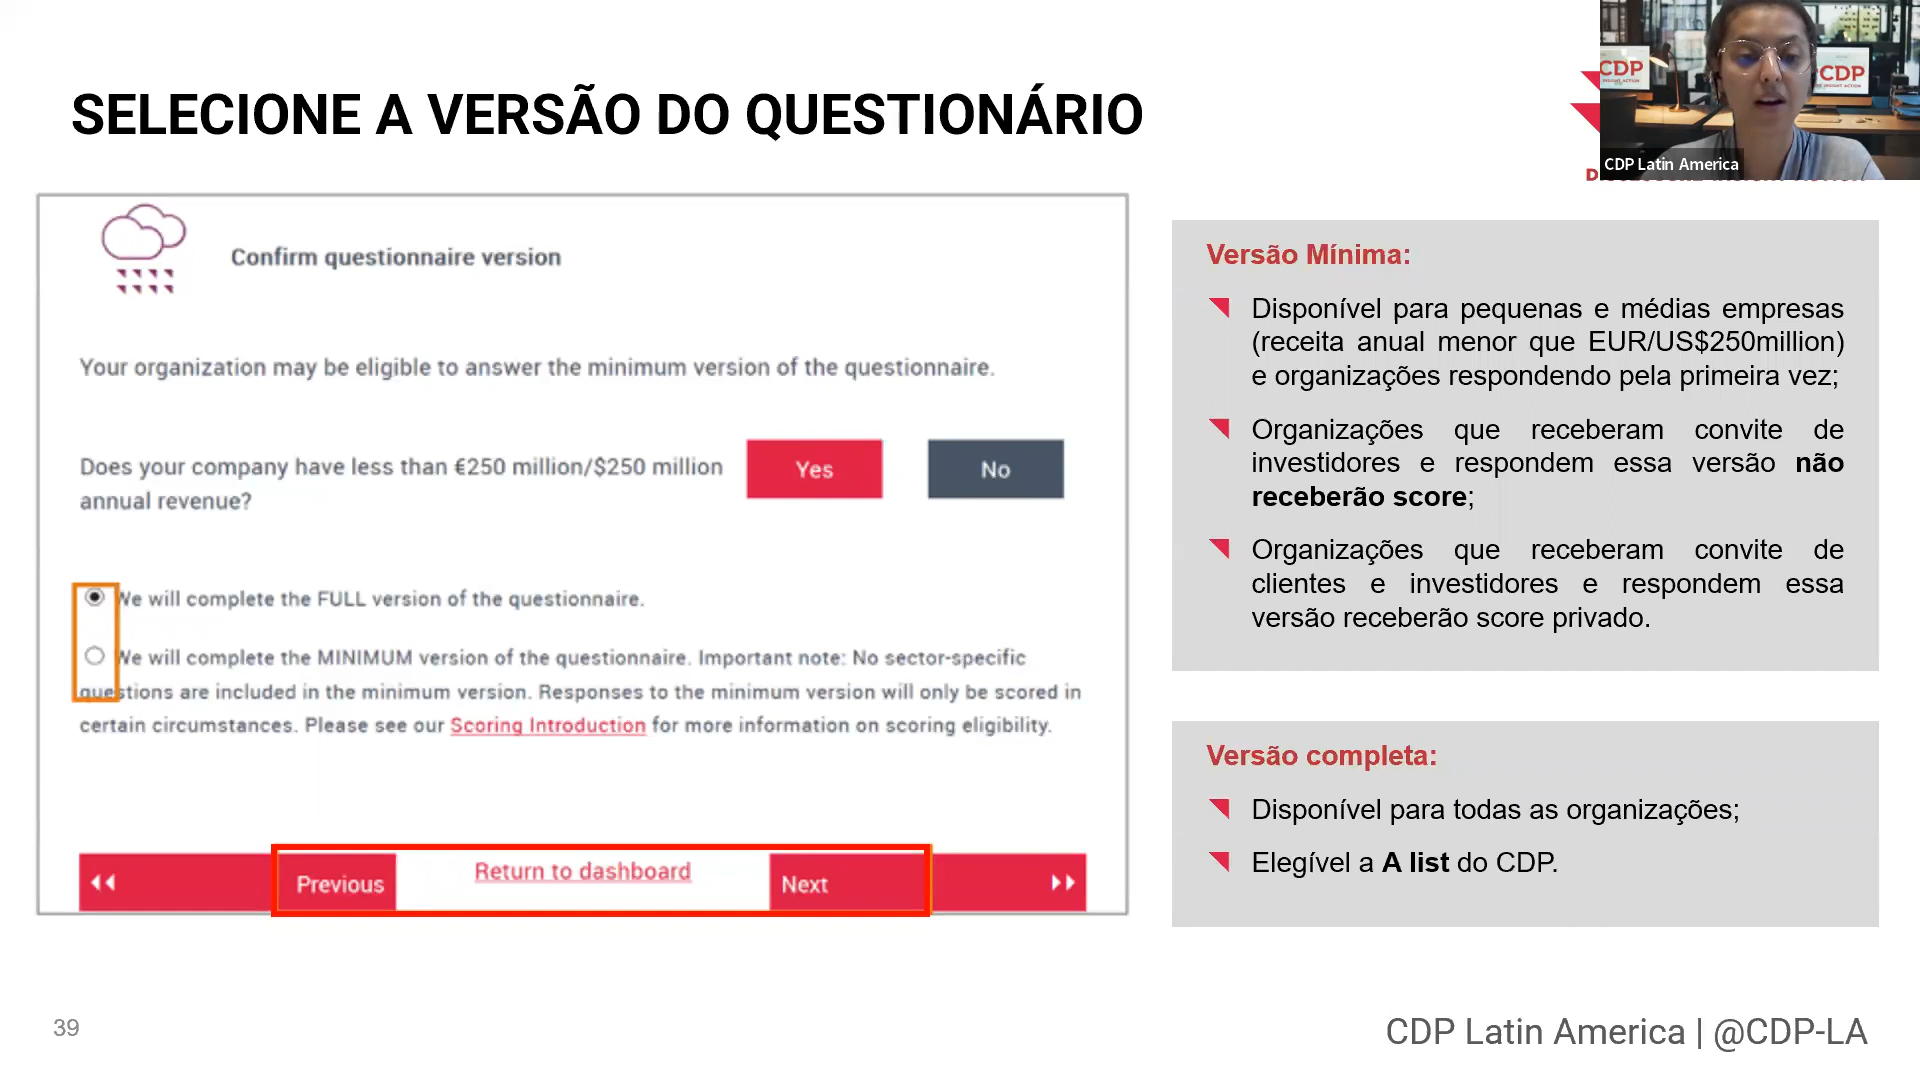 SELECIONE A VERSÃO DO QUESTIONÁRIO
CDP
CDP
CDP Latin America
Confirm questionnaire version
Your organization may be eligible to answer the minimum version of the questionnaire.
Does your company have less than €250 million/$250 million
annual revenue?
Yes
No
We will complete the FULL version of the questionnaire.
We will complete the MINIMUM version of the questionnaire. Important note: No sector-specific
questions are included in the minimum version. Responses to the minimum version will only be scored in
certain circumstances. Please see our Scoring Introduction for more information on scoring eligibility.
Previous
Return to dashboard
Next
Versão Mínima:
Disponível para pequenas e médias empresas
(receita anual menor que EUR/US$250million)
e organizações respondendo pela primeira vez;
Organizações que receberam convite de
investidores e respondem essa versão não
receberão score;
Organizações que receberam convite de
clientes e investidores e respondem essa
versão receberão score privado.
Versão completa:
Disponível para todas as organizações;
Elegível a A list do CDP.
39
CDP Latin America | @CDP-LA